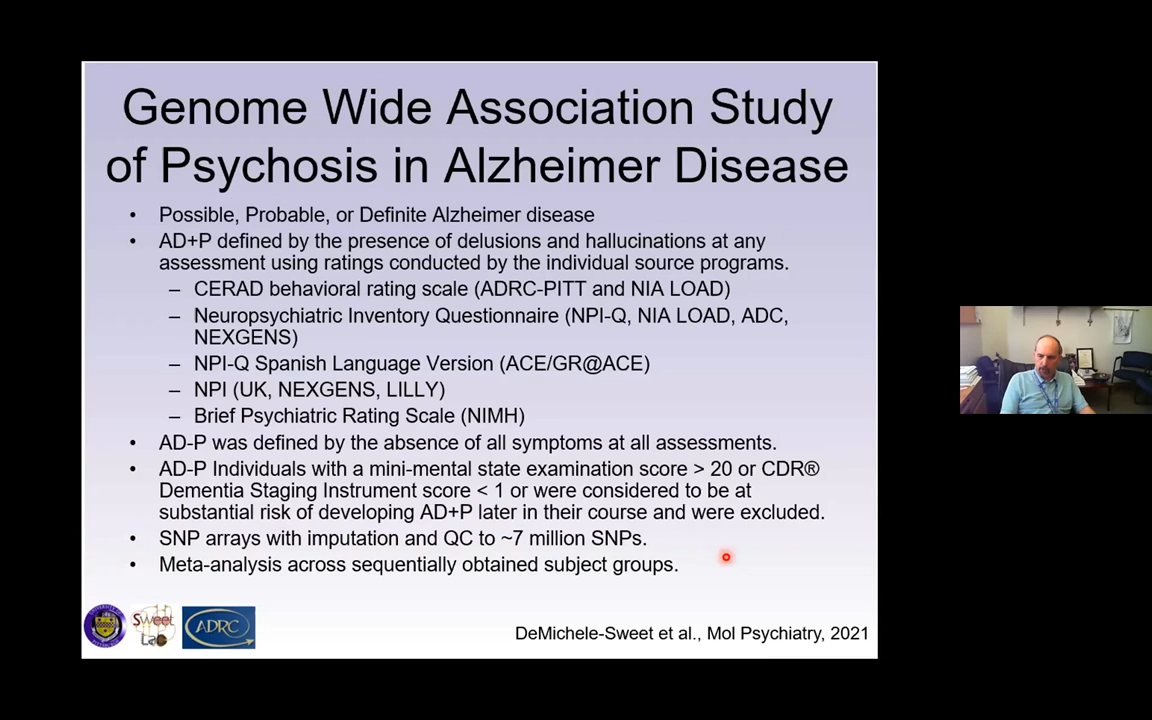 Genome Wide Association Study
of Psychosis in Alzheimer Disease
• Possible, Probable, or Definite Alzheimer disease
• AD+P defined by the presence of delusions and hallucinations at any
assessment using ratings conducted by the individual source programs.
– CERAD behavioral rating scale (ADRC-PITT and NIA LOAD)
– Neuropsychiatric Inventory Questionnaire (NPI-Q, NIA LOAD, ADC,
NEXGENS)
– NPI-Q Spanish Language Version (ACE/GR@ACE)
– NPI (UK, NEXGENS, LILLY)
– Brief Psychiatric Rating Scale (NIMH)
• AD-P was defined by the absence of all symptoms at all assessments.
• AD-P Individuals with a mini-mental state examination score > 20 or CDR®
Dementia Staging Instrument score < 1 or were considered to be at
substantial risk of developing AD+P later in their course and were excluded.
• SNP arrays with imputation and QC to ~7 million SNPs.
• Meta-analysis across sequentially obtained subject groups.
Sweet
Lab
ADRC
DeMichele-Sweet et al., Mol Psychiatry, 2021